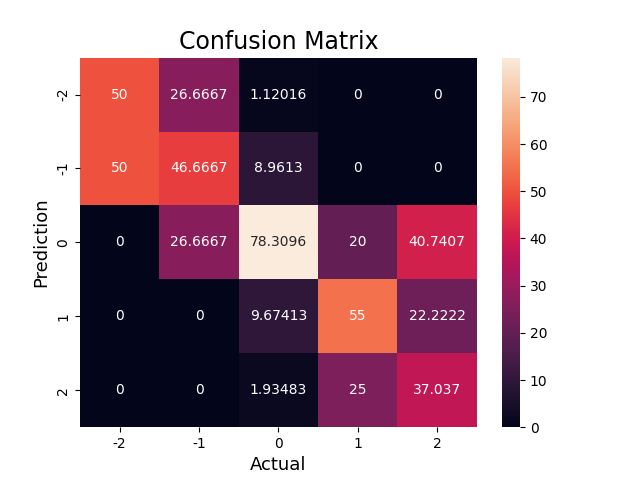 Confusion Matrix
-2 50 26.6667 1.12016 0 0
-1 50 46.6667 8.9613 0 0
0 0 26.6667 78.3096 20 40.7407
1 0 0 9.67413 55 22.2222
2 0 0 1.93483 25 37.037
-2 -1 0 1 2
Prediction
Actual
70
60
50
40
30
20
10
0